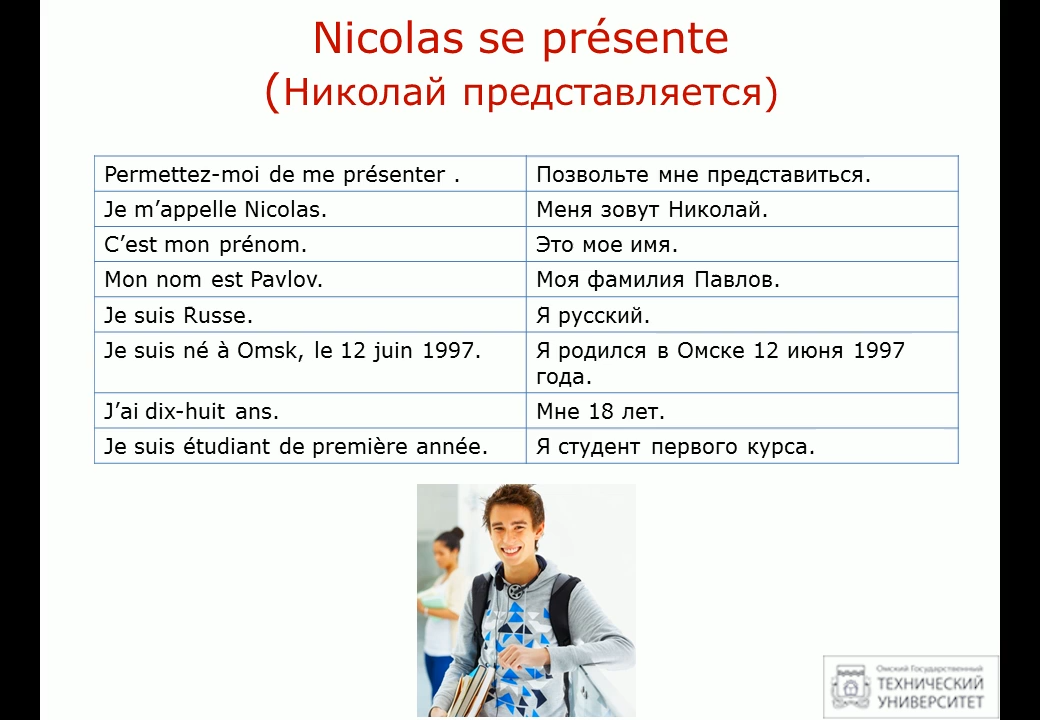 Nicolas se présente
(Николай представляется)
Permettez-moi de me présenter .
Позвольте мне представиться.
Je m’appelle Nicolas.
Меня зовут Николай.
C’est mon prénom.
Это мое имя.
Mon nom est Pavlov.
Моя фамилия Павлов.
Je suis Russe.
Я русский.
Je suis né à Omsk, le 12 juin 1997.
Я родился в Омске 12 июня 1997
года.
J’ai dix-huit ans.
Мне 18 лет.
Je suis étudiant de première année.
Я студент первого курса.
Омский Государственный
ТЕХНИЧЕСКИЙ
УНИВЕРСИТЕТ